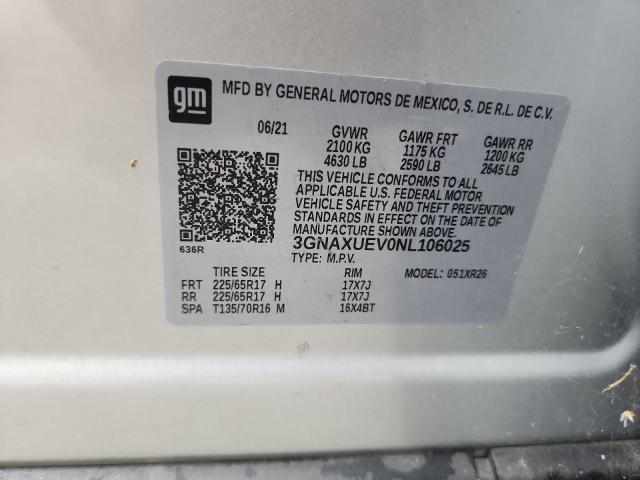 gm MFD BY GENERAL MOTORS DE MEXICO, S. DE R.L. DE C.V.
06/21 GVWR GAWR FRT GAWR RR
2100 KG 1175 KG 1200 KG
4630 LB 2590 LB 2645 LB
THIS VEHICLE CONFORMS TO ALL
APPLICABLE U.S. FEDERAL MOTOR
VEHICLE SAFETY AND THEFT PREVENTION
STANDARDS IN EFFECT ON THE DATE OF
MANUFACTURE SHOWN ABOVE.
3GNAXUEV0NL106025
636R
TYPE: M.P.V.
TIRE SIZE RIM MODEL: 051XR26
FRT 225/65R17 H 17X7J
RR 225/65R17 H 17X7J
SPA T135/70R16 M 16X4BT